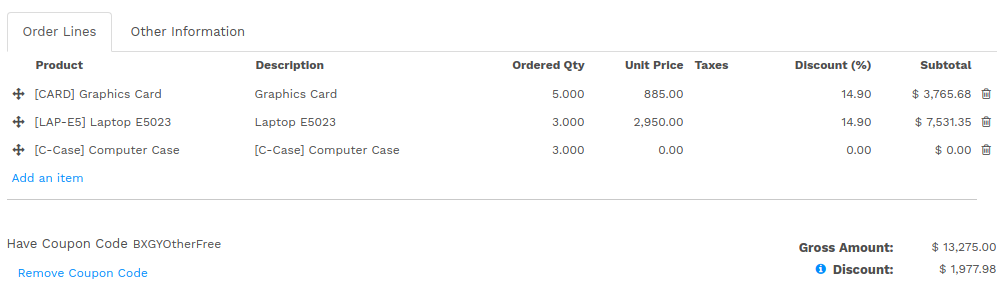 Order Lines Other Information
Product Description Ordered Qty Unit Price Taxes Discount (%) Subtotal
[CARD] Graphics Card Graphics Card 5.000 885.00 14.90 $ 3,765.68
[LAP-E5] Laptop E5023 Laptop E5023 3.000 2,950.00 14.90 $ 7,531.35
[C-Case] Computer Case [C-Case] Computer Case 3.000 0.00 0.00 $ 0.00
Add an item
Have Coupon Code BXGYOtherFree
Gross Amount: $ 13,275.00
Remove Coupon Code
Discount: $ 1,977.98